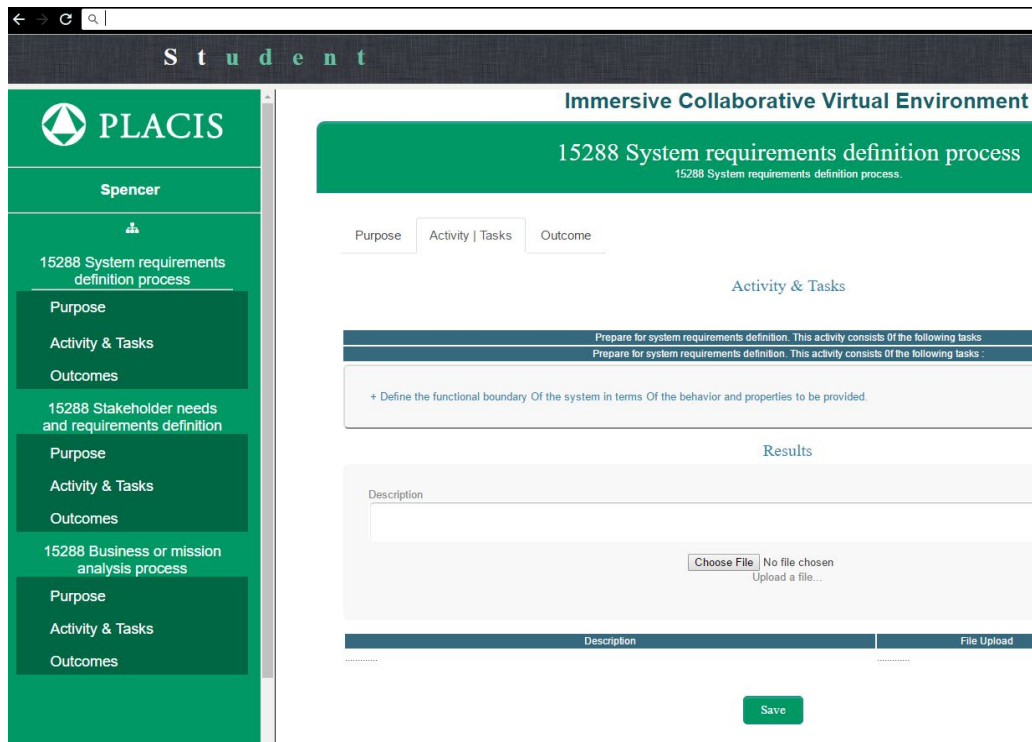 Student
PLACIS
Spencer
15288 System requirements
definition process
Purpose
Activity & Tasks
Outcomes
15288 Stakeholder needs
and requirements definition
Purpose
Activity & Tasks
Outcomes
15288 Business or mission
analysis process
Purpose
Activity & Tasks
Outcomes
Immersive Collaborative Virtual Environment
15288 System requirements definition process
15288 System requirements definition process.
Purpose Activity | Tasks Outcome
Activity & Tasks
Prepare for system requirements definition. This activity consists 0f the following tasks
Prepare for system requirements definition. This activity consists 0f the following tasks :
+ Define the functional boundary Of the system in terms Of the behavior and properties to be provided.
Results
Description
Choose File No file chosen
Upload a file...
Description File Upload
............. .............
Save